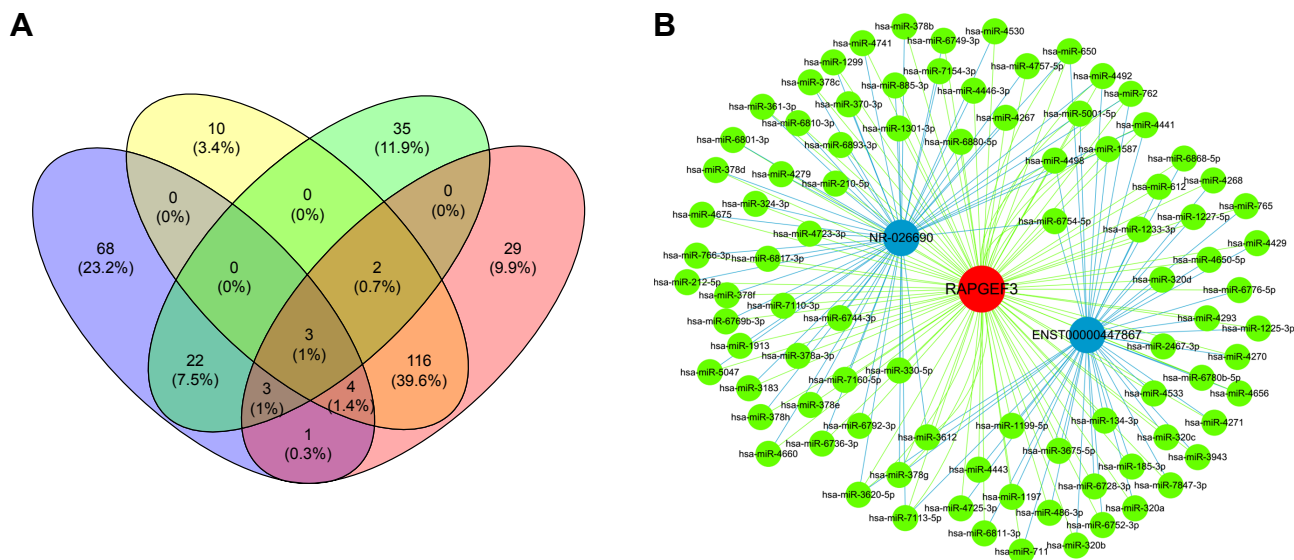 A
10
(3.4%)
35
(11.9%)
0
(0%)
0
(0%)
0
(0%)
68
(23.2%)
29
(9.9%)
0
(0%)
2
(0.7%)
3
(1%)
22
(7.5%)
116
(39.6%)
3
(1%)
4
(1.4%)
1
(0.3%)
B
hsa-miR-378b
hsa-miR-4530
hsa-miR-4741
hsa-miR-6749-3p
hsa-miR-650
hsa-miR-1299
hsa-miR-7154-3p
hsa-miR-4757-5p
hsa-miR-4492
hsa-miR-378c
hsa-miR-885-3p
hsa-miR-4446-3p
hsa-miR-762
hsa-miR-361-3p
hsa-miR-370-3p
hsa-miR-4267
hsa-miR-5001-5p
hsa-miR-6810-3p
hsa-miR-1301-3p
hsa-miR-4441
hsa-miR-6801-3p
hsa-miR-6893-3p
hsa-miR-6880-5p
hsa-miR-1587
hsa-miR-6868-5p
hsa-miR-378d
hsa-miR-4279
hsa-miR-4498
hsa-miR-210-5p
hsa-miR-612
hsa-miR-4268
hsa-miR-324-3p
hsa-miR-765
hsa-miR-4675
hsa-miR-6754-5p
hsa-miR-1227-5p
hsa-miR-4723-3p
NR-026690
hsa-miR-1233-3p
hsa-miR-4429
hsa-miR-766-3p
hsa-miR-6817-3p
hsa-miR-4650-5p
hsa-miR-212-5p
hsa-miR-320d
hsa-miR-378f
RAPGEF3
hsa-miR-6776-5p
hsa-miR-7110-3p
hsa-miR-6769b-3p
hsa-miR-6744-3p
hsa-miR-4293
hsa-miR-1225-3p
ENST00000447867
hsa-miR-1913
hsa-miR-378a-3p
hsa-miR-2467-3p
hsa-miR-4270
hsa-miR-5047
hsa-miR-330-5p
hsa-miR-3183
hsa-miR-7160-5p
hsa-miR-6780b-5p
hsa-miR-4533
hsa-miR-4656
hsa-miR-378h
hsa-miR-378e
hsa-miR-6792-3p
hsa-miR-1199-5p
hsa-miR-134-3p
hsa-miR-4271
hsa-miR-6736-3p
hsa-miR-3612
hsa-miR-320c
hsa-miR-4660
hsa-miR-3675-5p
hsa-miR-3943
hsa-miR-378g
hsa-miR-4443
hsa-miR-185-3p
hsa-miR-3620-5p
hsa-miR-1197
hsa-miR-6728-3p
hsa-miR-7847-3p
hsa-miR-7113-5p
hsa-miR-4725-3p
hsa-miR-486-3p
hsa-miR-320a
hsa-miR-6811-3p
hsa-miR-6752-3p
hsa-miR-711
hsa-miR-320b